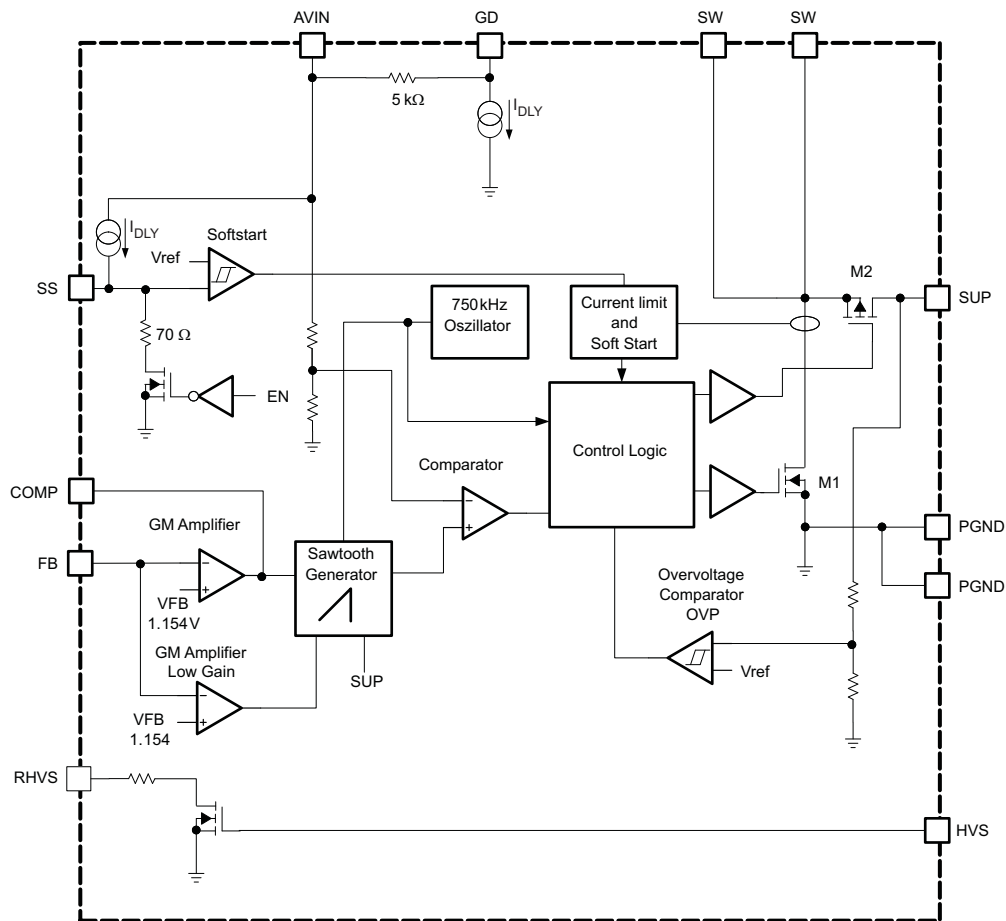 AVIN
GD
SW
SW
5 kΩ
IDLY
IDLY
Softstart
Vref
SS
70 Ω
EN
750kHz
Oszillator
Current limit
and
Soft Start
M2
SUP
Control Logic
Comparator
−
+
M1
COMP
GM Amplifier
FB
−
+
VFB
1.154V
Sawtooth
Generator
SUP
GM Amplifier
Low Gain
−
+
VFB
1.154
PGND
PGND
Overvoltage
Comparator
OVP
Vref
RHVS
HVS